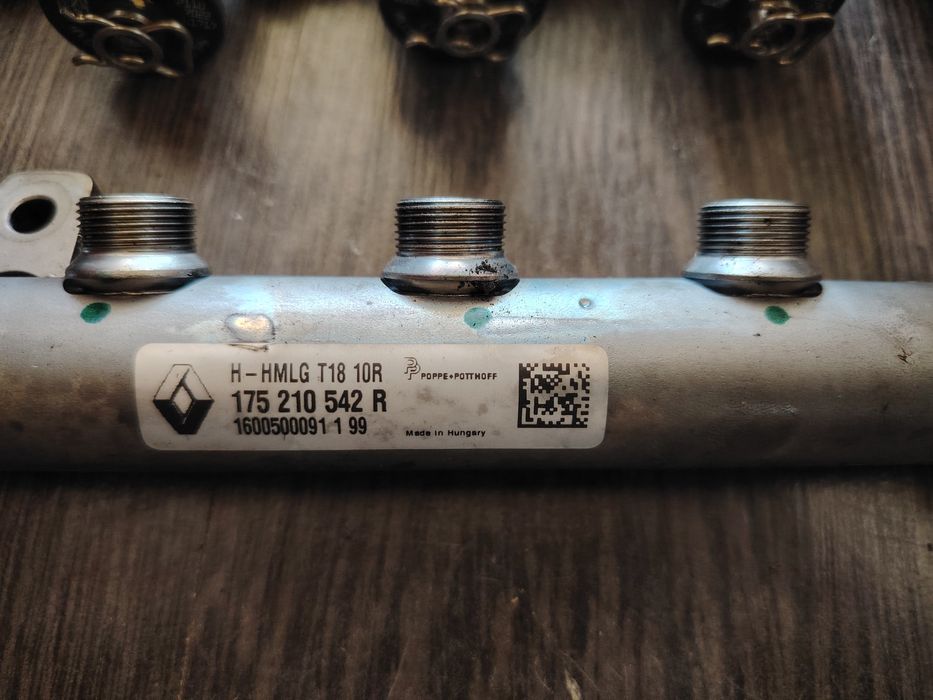 H-HMLG T18 10R
175 210 542 R
1600500091 1 99
POPPE+POTTHOFF
Made in Hungary